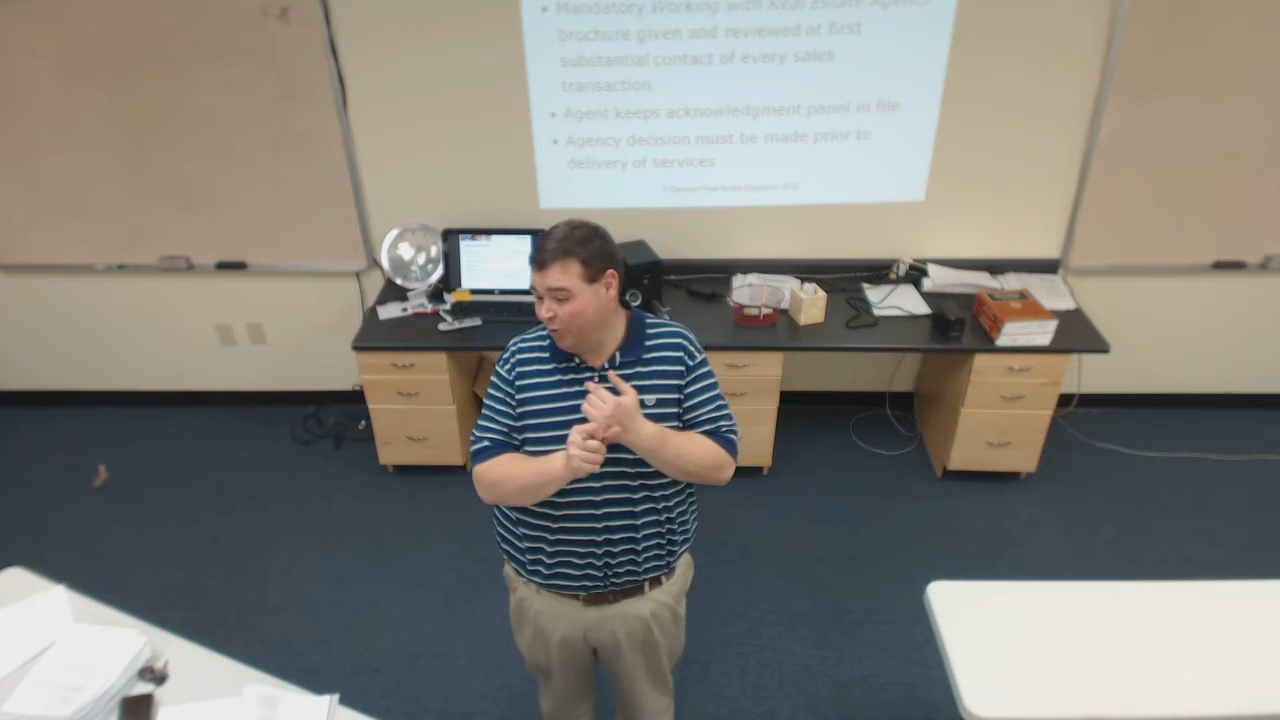 • Mandatory Working with Real Estate Agents
brochure given and reviewed at first
substantial contact of every sales
transaction
• Agent keeps acknowledgment panel in file
• Agency decision must be made prior to
delivery of services